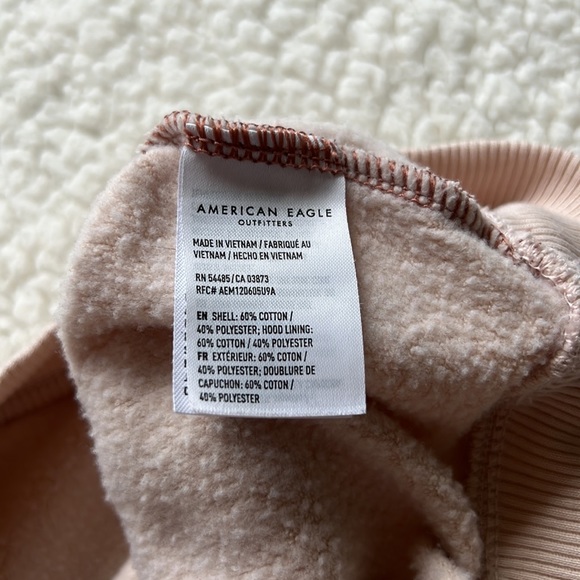 AMERICAN EAGLE
OUTFITTERS
MADE IN VIETNAM / FABRIQUÉ AU
VIETNAM / HECHO EN VIETNAM
RN 54485/CA 03873
RFC# AEM120605U9A
EN SHELL: 60% COTTON /
40% POLYESTER; HOOD LINING:
60% COTTON / 40% POLYESTER
FR EXTÉRIEUR: 60% COTON /
40% POLYESTER; DOUBLURE DE
CAPUCHON: 60% COTON /
40% POLYESTER